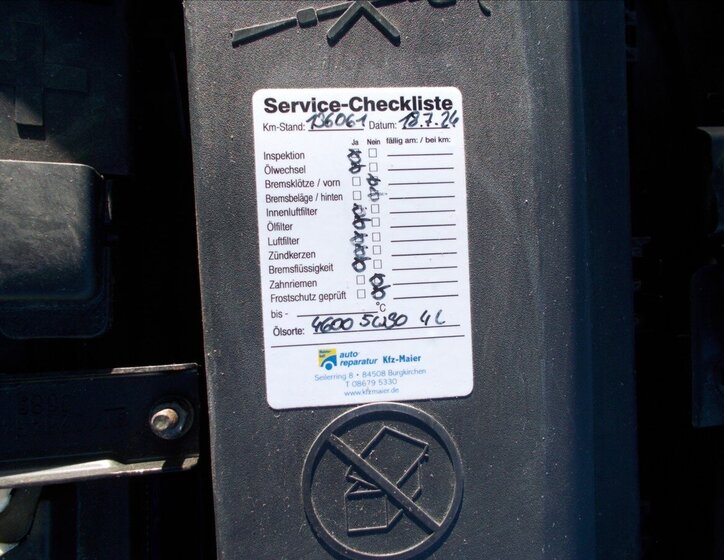 Service-Checkliste
Km-Stand: 136061 Datum: 18.7.24
Ja Nein fällig am: / bei km:
Inspektion
Ölwechsel
Bremsklötze / vorn
Bremsbeläge / hinten
Innenluftfilter
Ölfilter
Luftfilter
Zündkerzen
Bremsflüssigkeit
Zahnriemen
Frostschutz geprüft
bis - °C
Ölsorte: 4600 5W30 4L
auto
reparatur Kfz-Maier
Seilerring 8 • 84508 Burgkirchen
T 08679 5330
www.kfzmaier.de